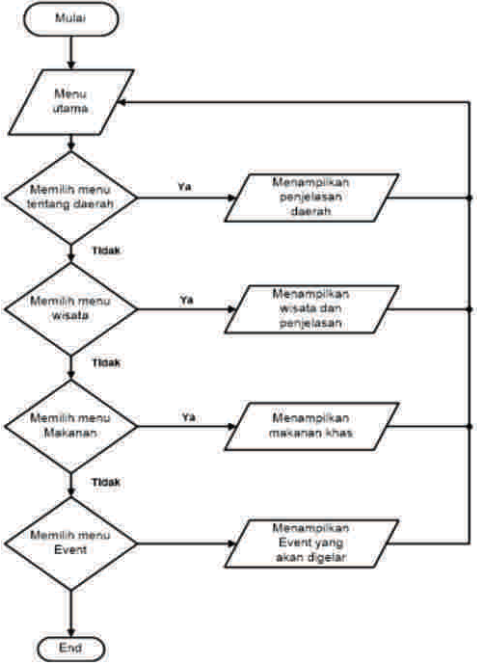 Mulai
Menu
utama
Memilih menu
tentang daerah
Ya
Menampilkan
penjelasan
daerah
Tidak
Memilih menu
wisata
Ya
Menampilkan
wisata dan
penjelasan
Tidak
Memilih menu
Makanan
Ya
Menampilkan
makanan khas
Tidak
Memilih menu
Event
Menampilkan
Event yang
akan digelar
End